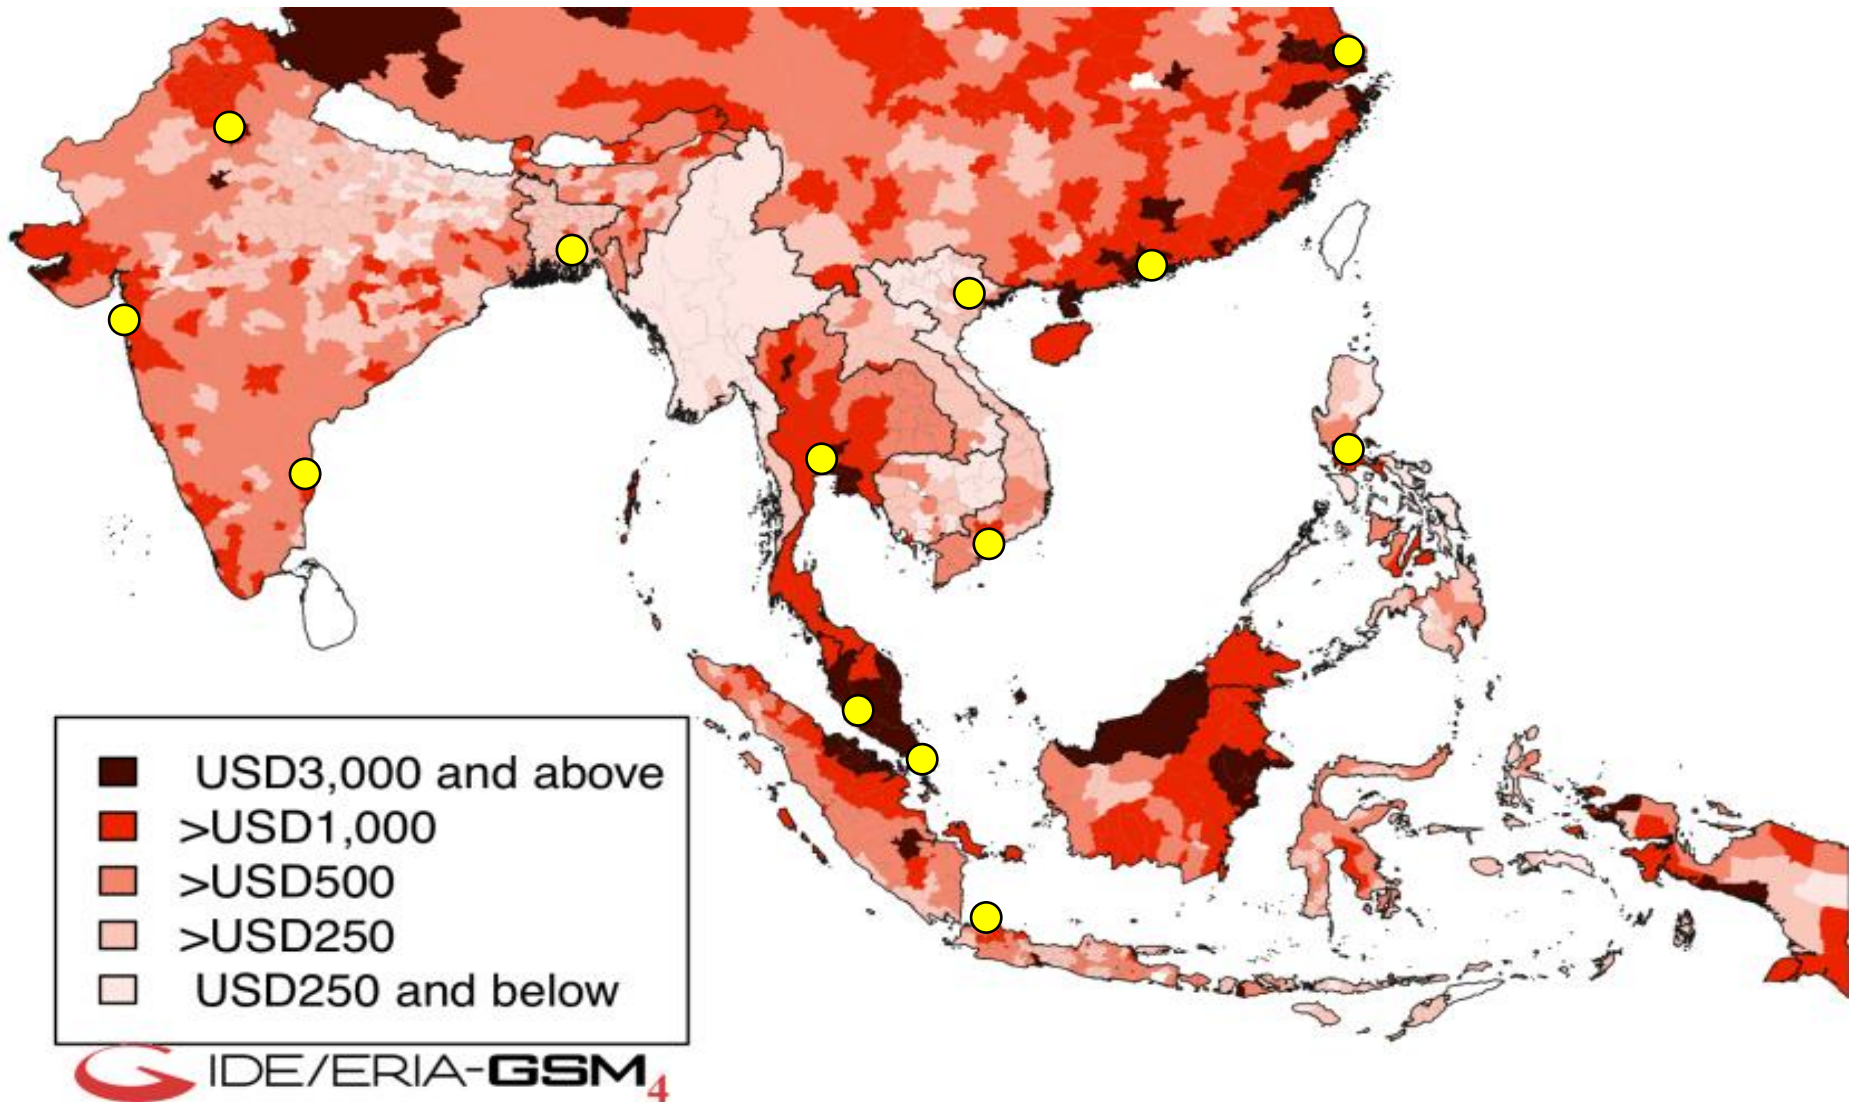 USD3,000 and above
>USD1,000
>USD500
>USD250
USD250 and below
IDE/ERIA-GSM4